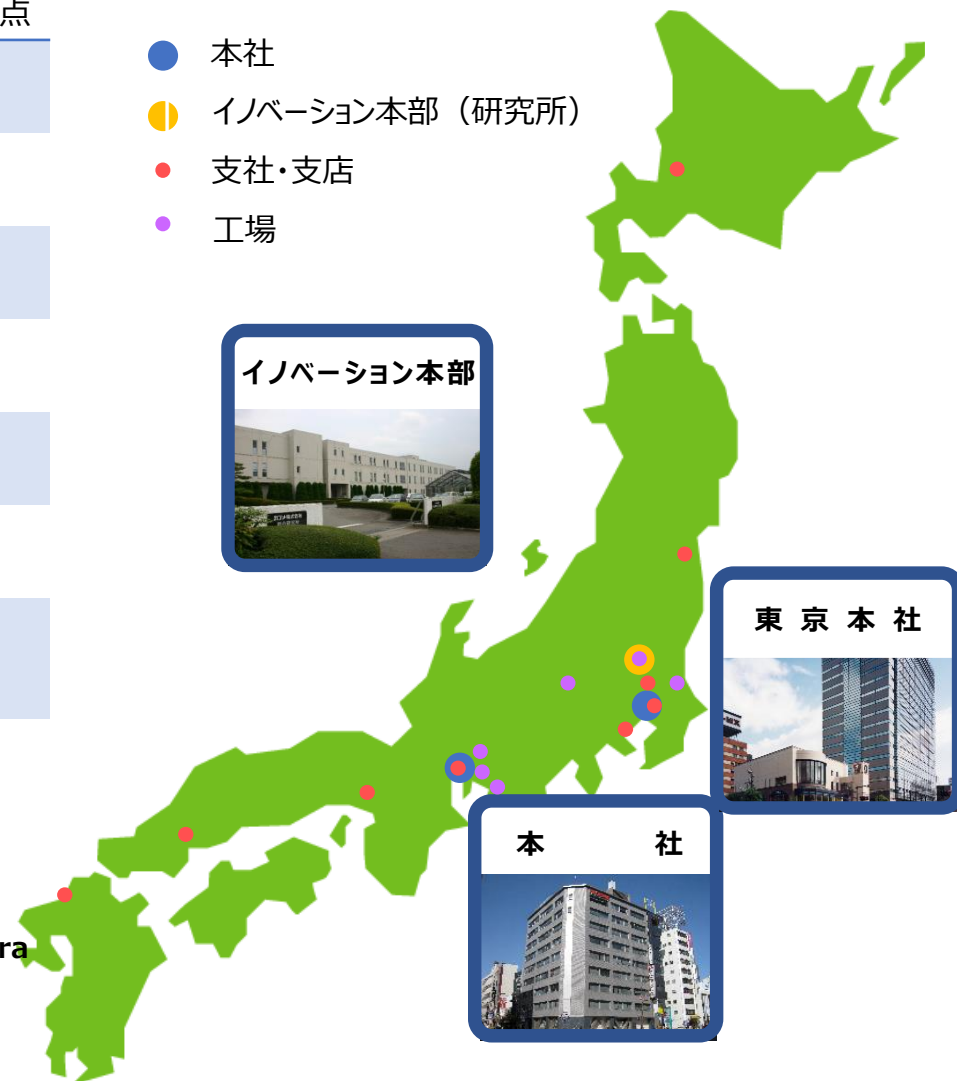 点
本社
イノベーション本部（研究所）
支社・支店
工場
イノベーション本部
東 京 本 社
本 社
ra